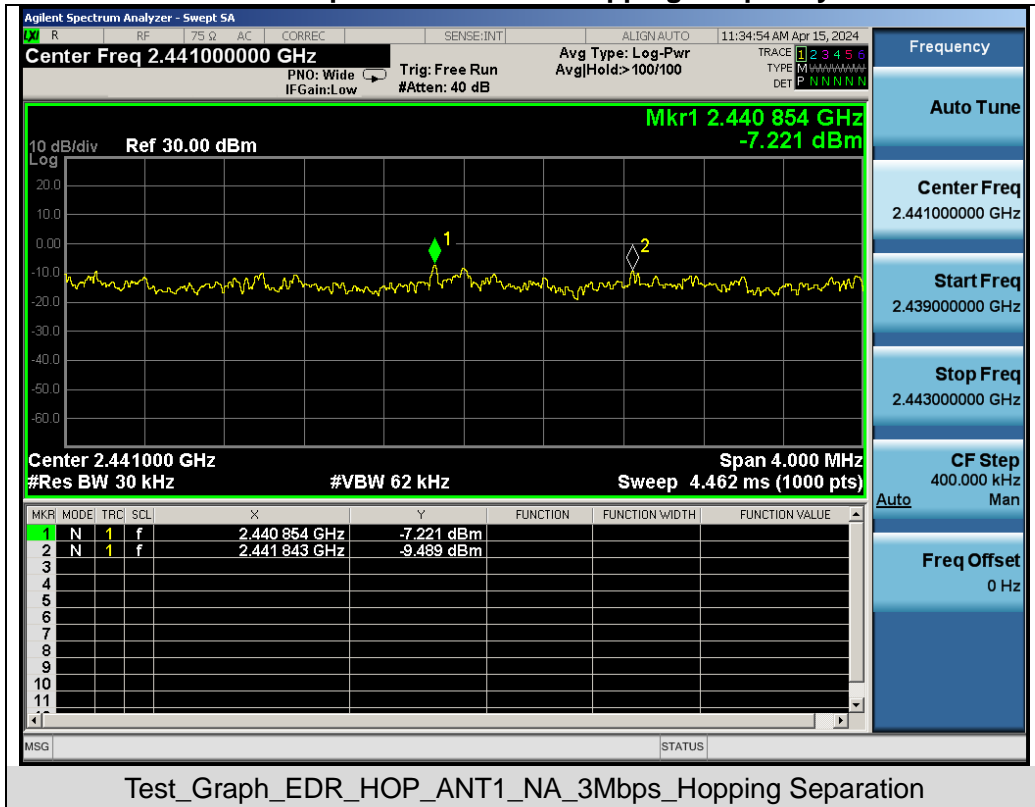 Agilent Spectrum Analyzer - Swept SA
LXI R RF 75 Ω AC CORREC SENSE:INT ALIGN AUTO 11:34:54 AM Apr 15, 2024
Center Freq 2.441000000 GHz
PNO: Wide
IFGain:Low
Trig: Free Run
#Atten: 40 dB
Avg Type: Log-Pwr
Avg|Hold:>100/100
TRACE 1 2 3 4 5 6
TYPE M WWWWW
DET P N N N N N
Mkr1 2.440 854 GHz
-7.221 dBm
10 dB/div Ref 30.00 dBm
Log
20.0
10.0
0.00
-10.0
-20.0
-30.0
-40.0
-50.0
-60.0
1
2
Center 2.441000 GHz Span 4.000 MHz
#Res BW 30 kHz #VBW 62 kHz Sweep 4.462 ms (1000 pts)
MKR MODE TRC SCL X Y FUNCTION FUNCTION WIDTH FUNCTION VALUE
1 N 1 f 2.440 854 GHz -7.221 dBm
2 N 1 f 2.441 843 GHz -9.489 dBm
3
4
5
6
7
8
9
10
11
MSG STATUS
Frequency
Auto Tune
Center Freq
2.441000000 GHz
Start Freq
2.439000000 GHz
Stop Freq
2.443000000 GHz
CF Step
400.000 kHz
Auto Man
Freq Offset
0 Hz
Test_Graph_EDR_HOP_ANT1_NA_3Mbps_Hopping Separation